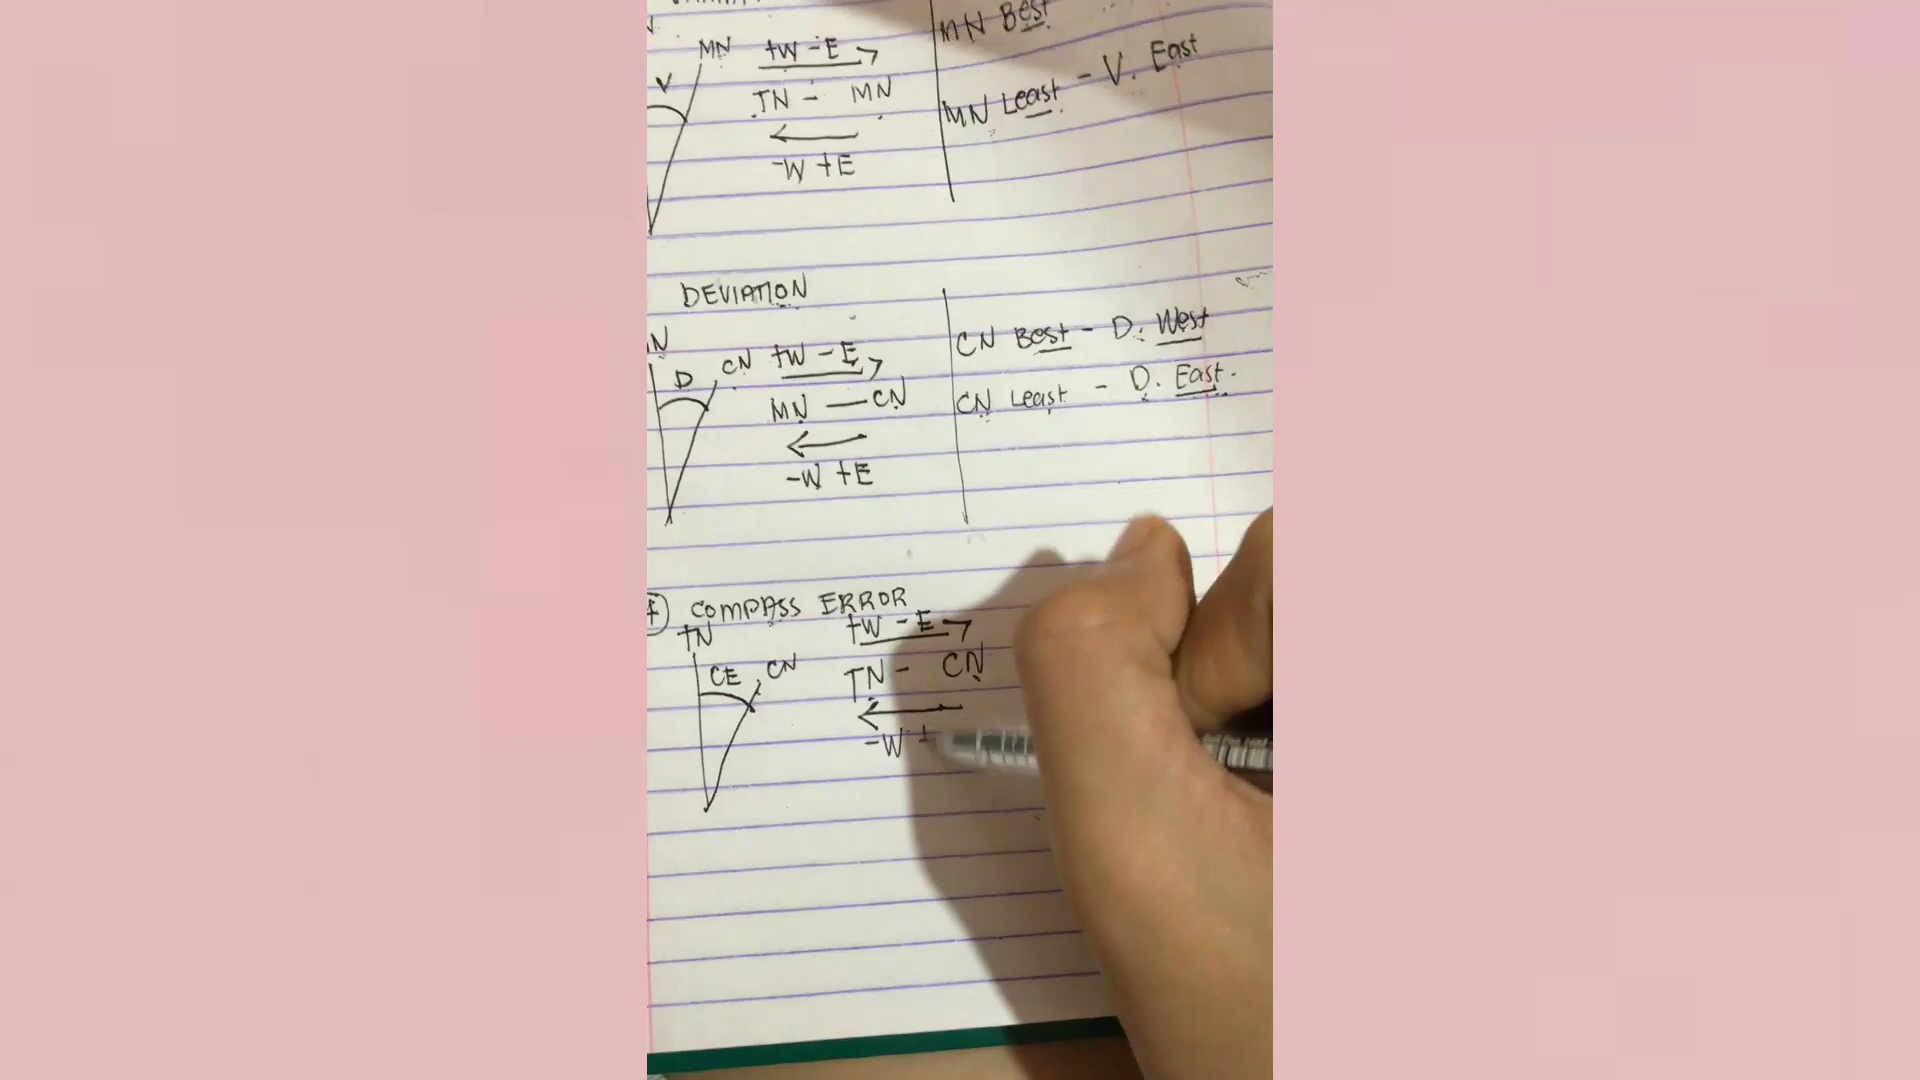 MN
+W -E
MN Best
V
TN - MN
MN Least - V. East
-W +E
DEVIATION
CN Best - D. West
CN
+W - E
D
MN — CN
CN Least - D. East.
-W +E
COMPASS ERROR
TN
+W - E
CE
CN
TN - CN
-W +